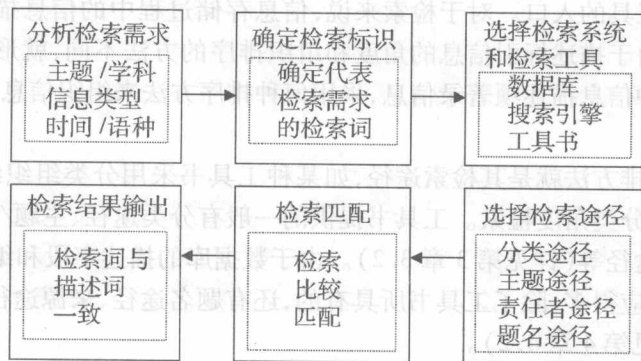 分析检索需求
主题/学科
信息类型
时间/语种
确定检索标识
确定代表
检索需求
的检索词
选择检索系统
和检索工具
数据库
搜索引擎
工具书
检索结果输出
检索词与
描述词
一致
检索匹配
检索
比较
匹配
选择检索途径
分类途径
主题途径
责任者途径
题名途径